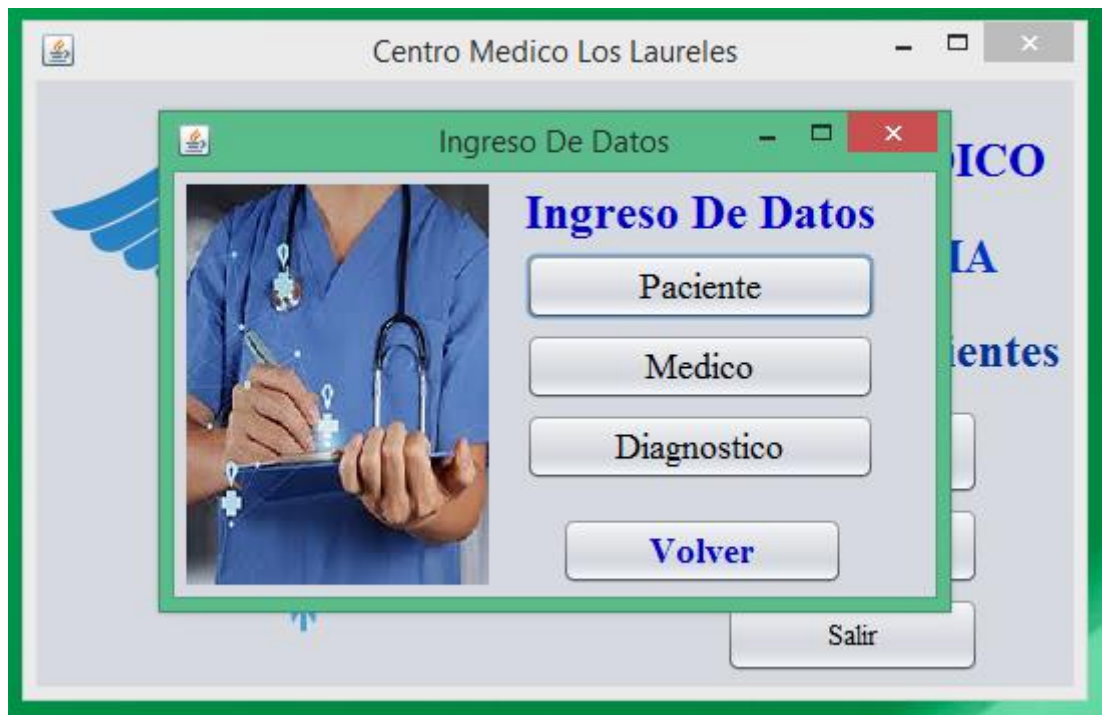 Centro Medico Los Laureles
Ingreso De Datos
Ingreso De Datos
Paciente
Medico
Diagnostico
Volver
Salir